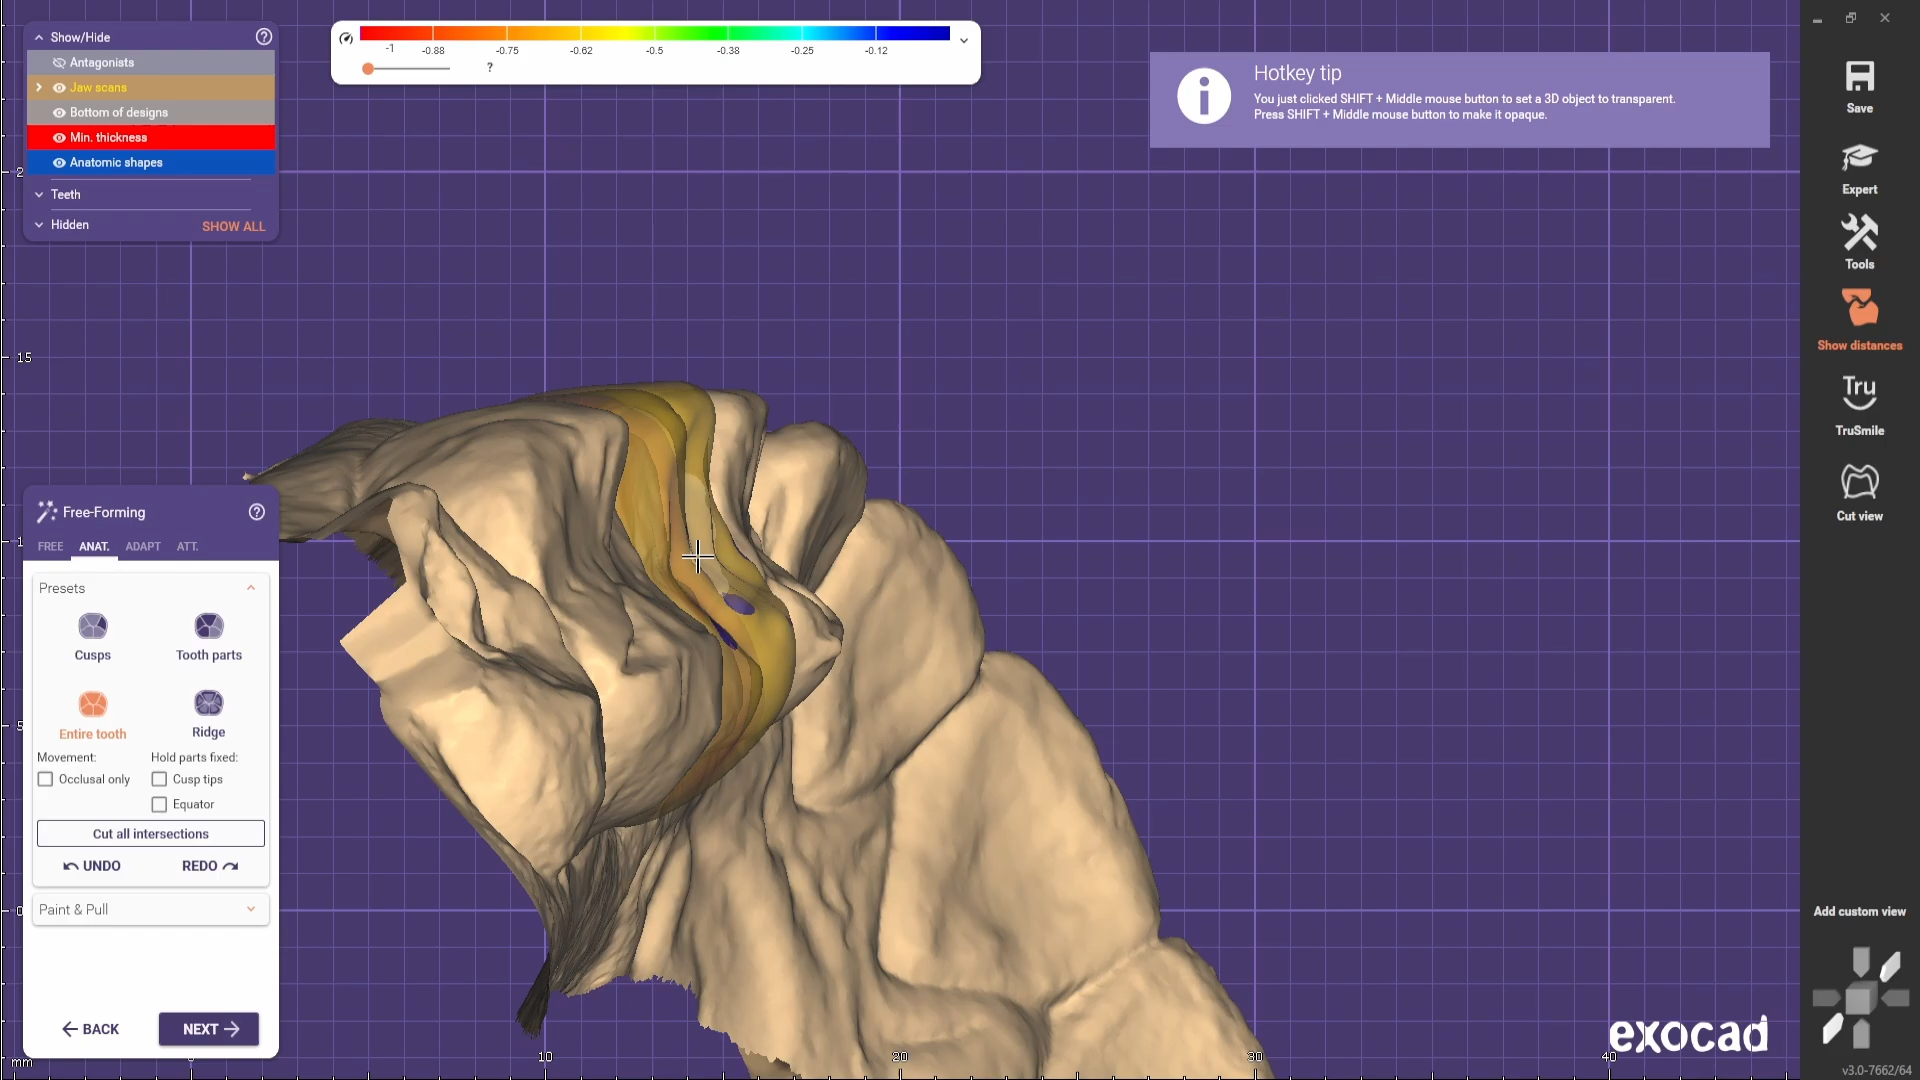 Show/Hide
Antagonists
Jaw scans
Bottom of designs
Min. thickness
Anatomic shapes
Teeth
Hidden
SHOW ALL
-1
-0.88
-0.75
-0.62
-0.5
-0.38
-0.25
-0.12
?
Hotkey tip
You just clicked SHIFT + Middle mouse button to set a 3D object to transparent.
Press SHIFT + Middle mouse button to make it opaque.
Save
Expert
Tools
Show distances
Tru
TruSmile
Cut view
Add custom view
2
15
1
5
0
mm
10
20
30
40
Free-Forming
FREE
ANAT.
ADAPT
ATT.
Presets
Cusps
Tooth parts
Entire tooth
Ridge
Movement:
Hold parts fixed:
Occlusal only
Cusp tips
Equator
Cut all intersections
UNDO
REDO
Paint & Pull
BACK
NEXT
exocad
v3.0-7662/64